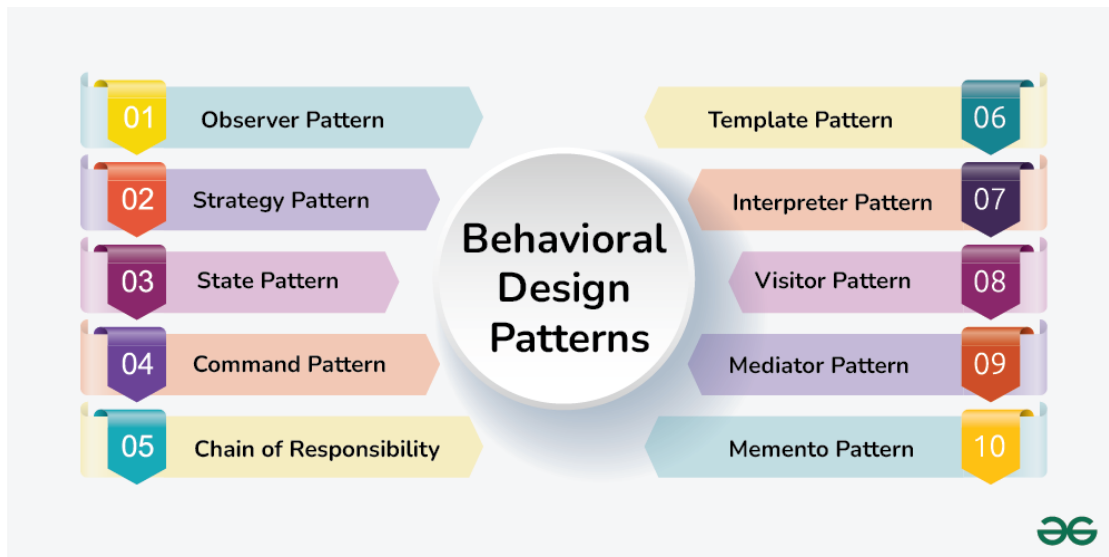 01
Observer Pattern
02
Strategy Pattern
03
State Pattern
04
Command Pattern
05
Chain of Responsibility
Behavioral
Design
Patterns
Template Pattern
06
Interpreter Pattern
07
Visitor Pattern
08
Mediator Pattern
09
Memento Pattern
10